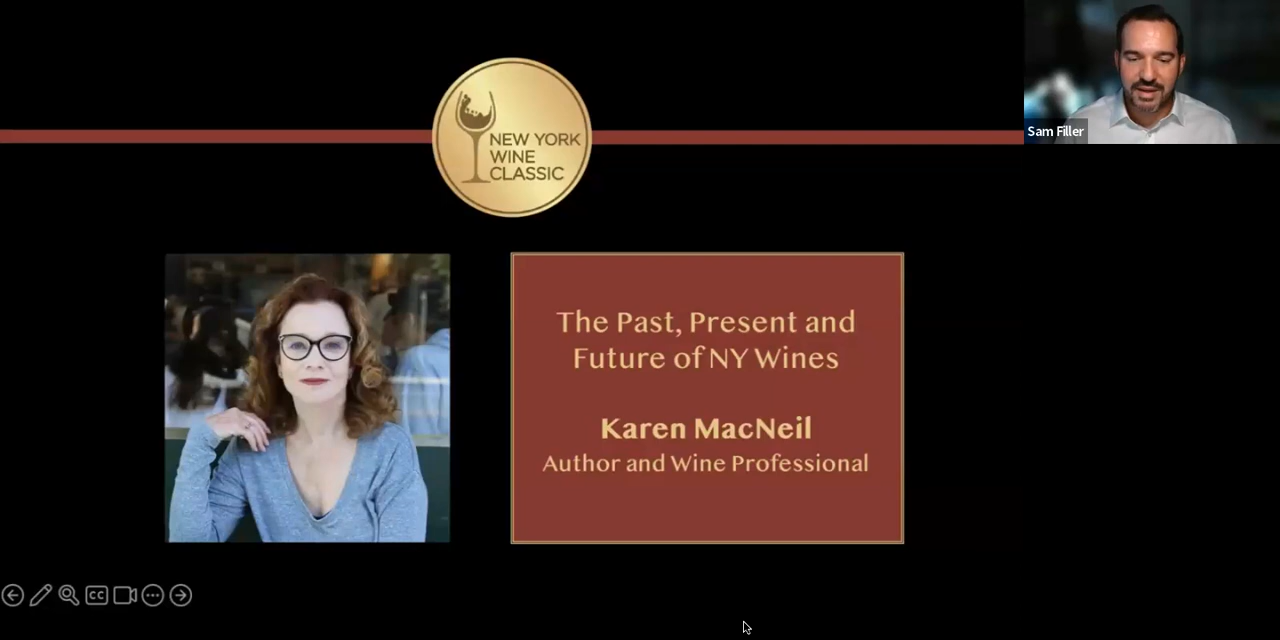 Sam Filler
NEW YORK
WINE
CLASSIC
The Past, Present and
Future of NY Wines
Karen MacNeil
Author and Wine Professional
CC